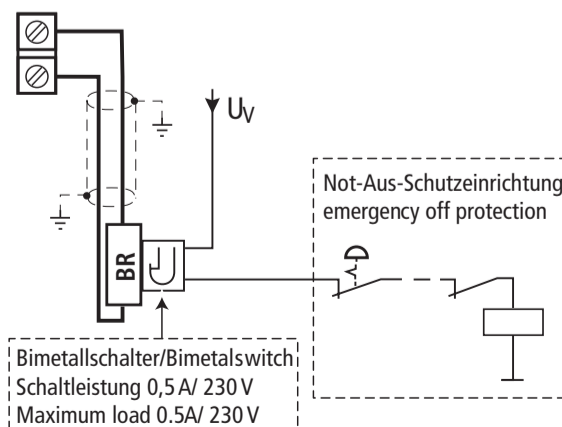 U_V
Not-Aus-Schutzeinrichtung
emergency off protection
BR
Bimetallschalter/Bimetalswitch
Schaltleistung 0,5 A/ 230 V
Maximum load 0.5A/ 230 V